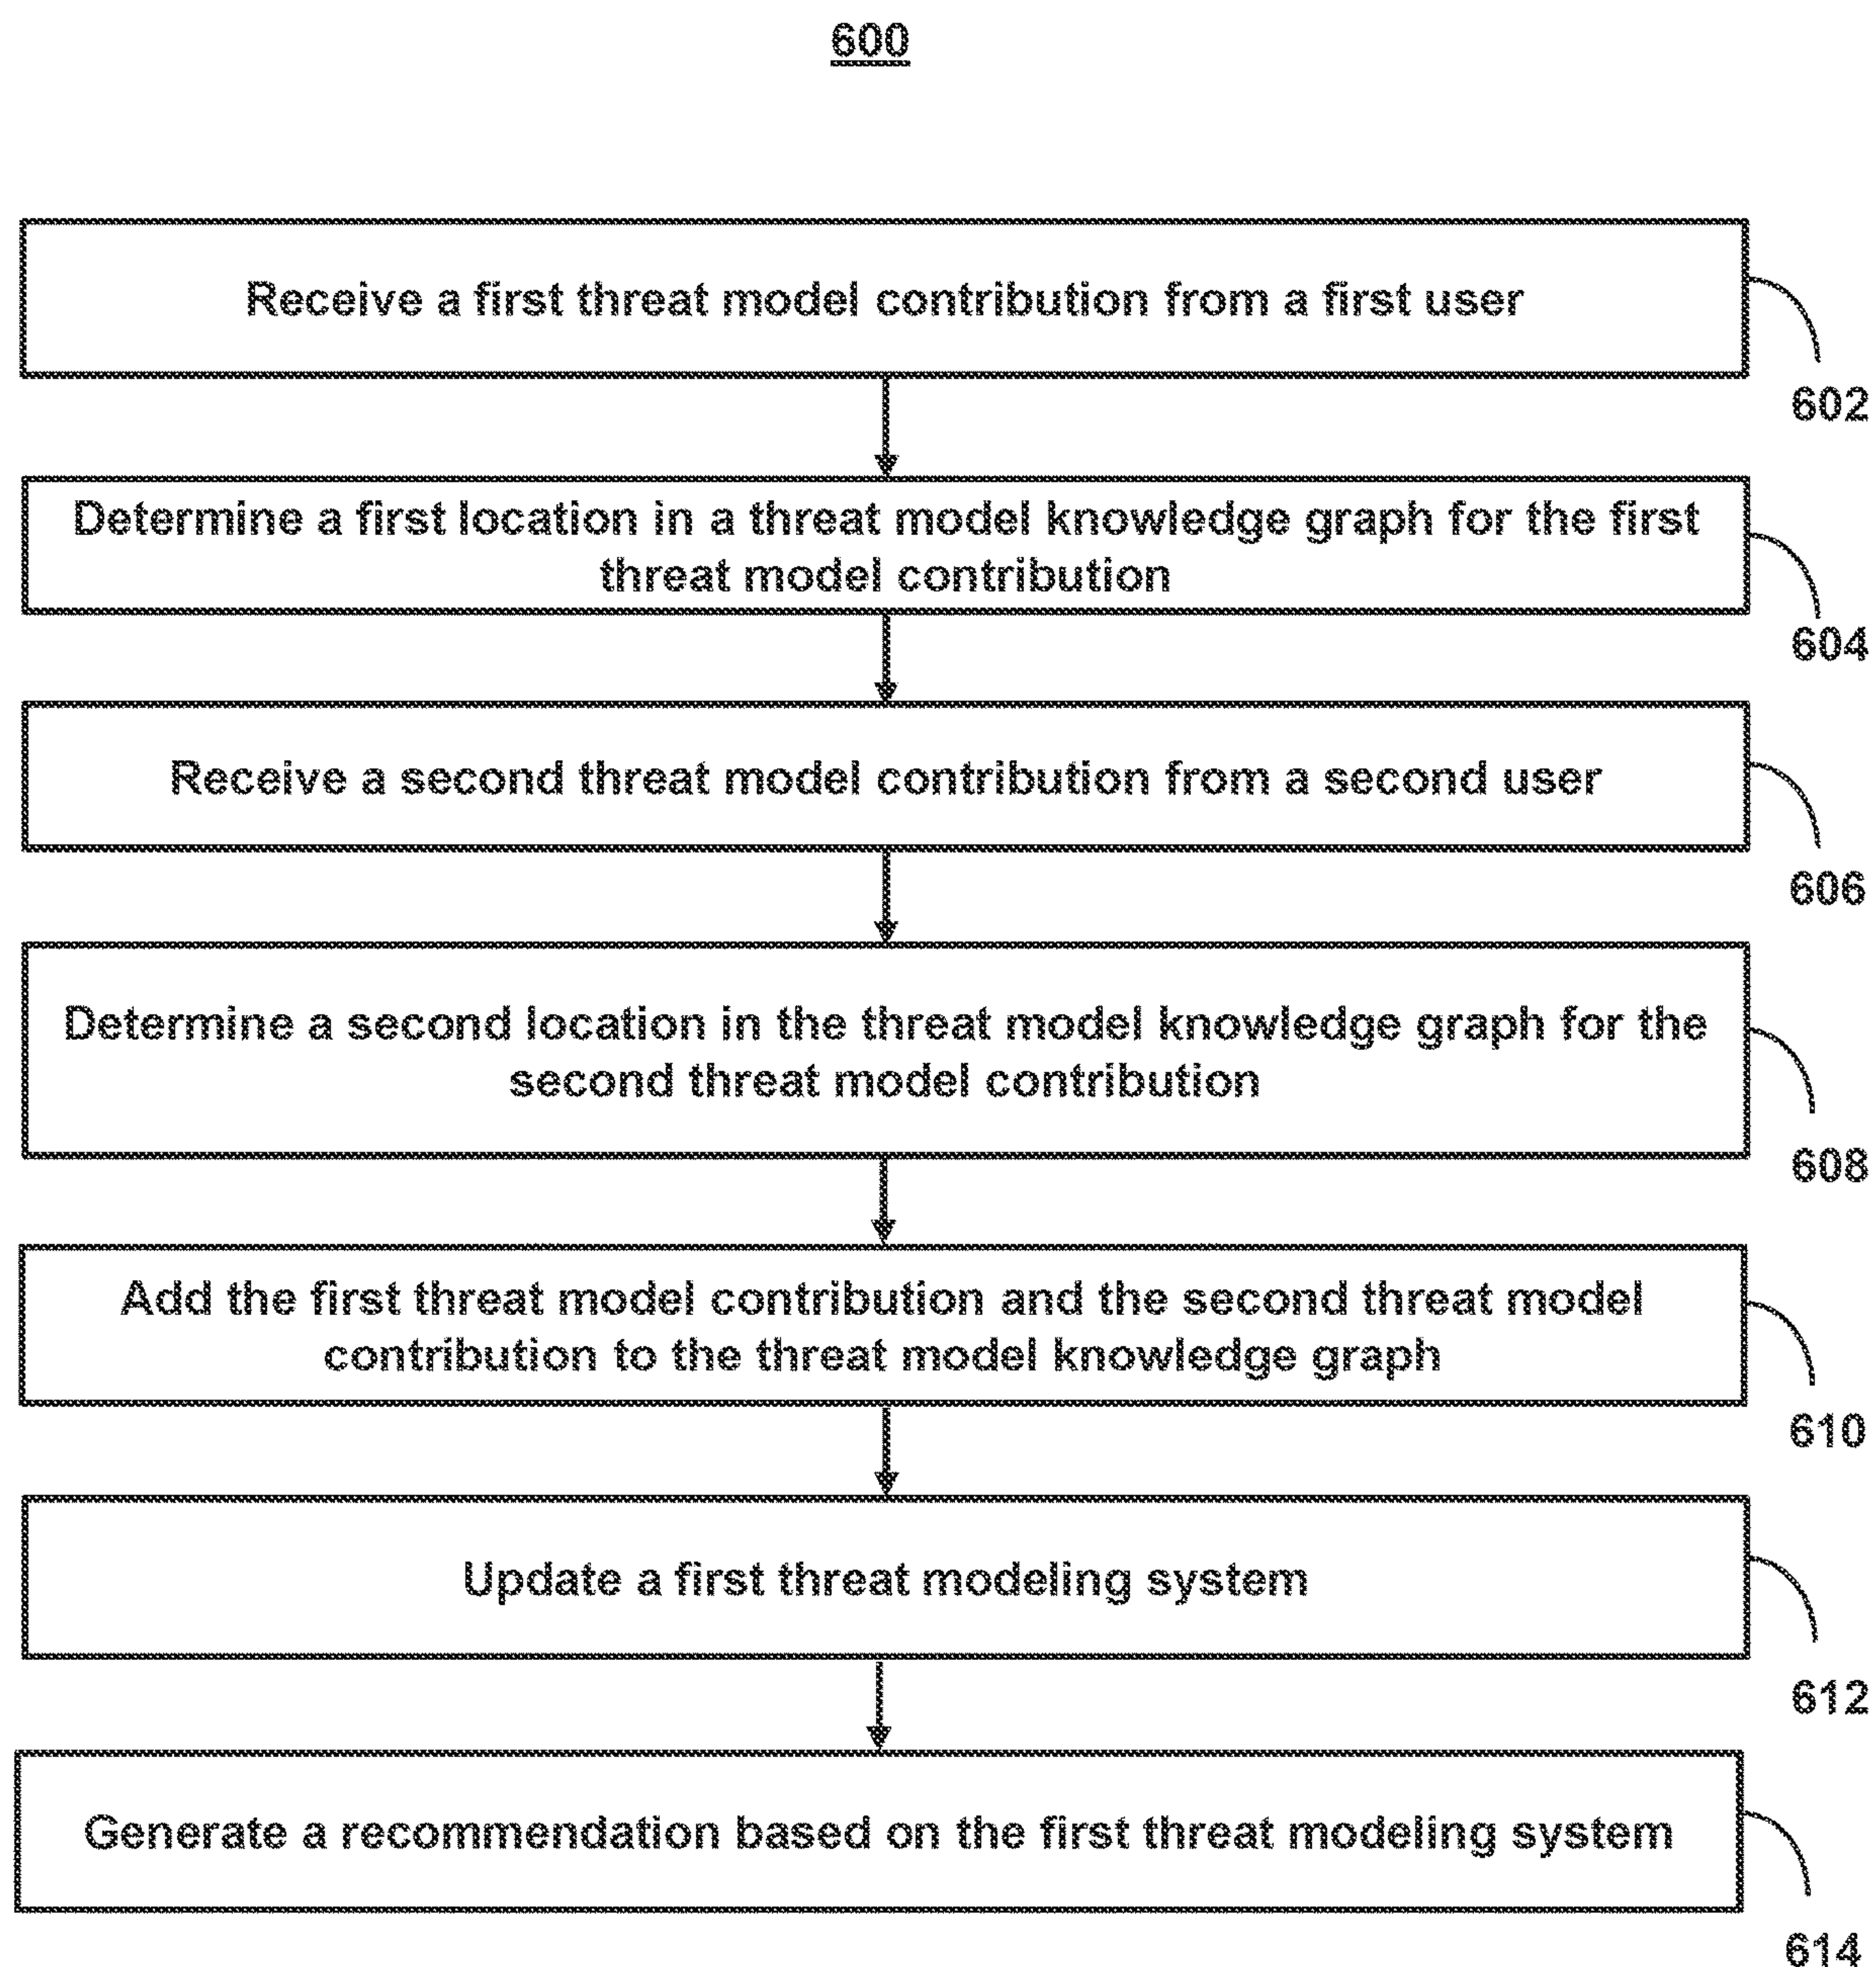 600
Receive a first threat model contribution from a first user
602
Determine a first location in a threat model knowledge graph for the first
threat model contribution
604
Receive a second threat model contribution from a second user
606
Determine a second location in the threat model knowledge graph for the
second threat model contribution
608
Add the first threat model contribution and the second threat model
contribution to the threat model knowledge graph
610
Update a first threat modeling system
612
Generate a recommendation based on the first threat modeling system
614